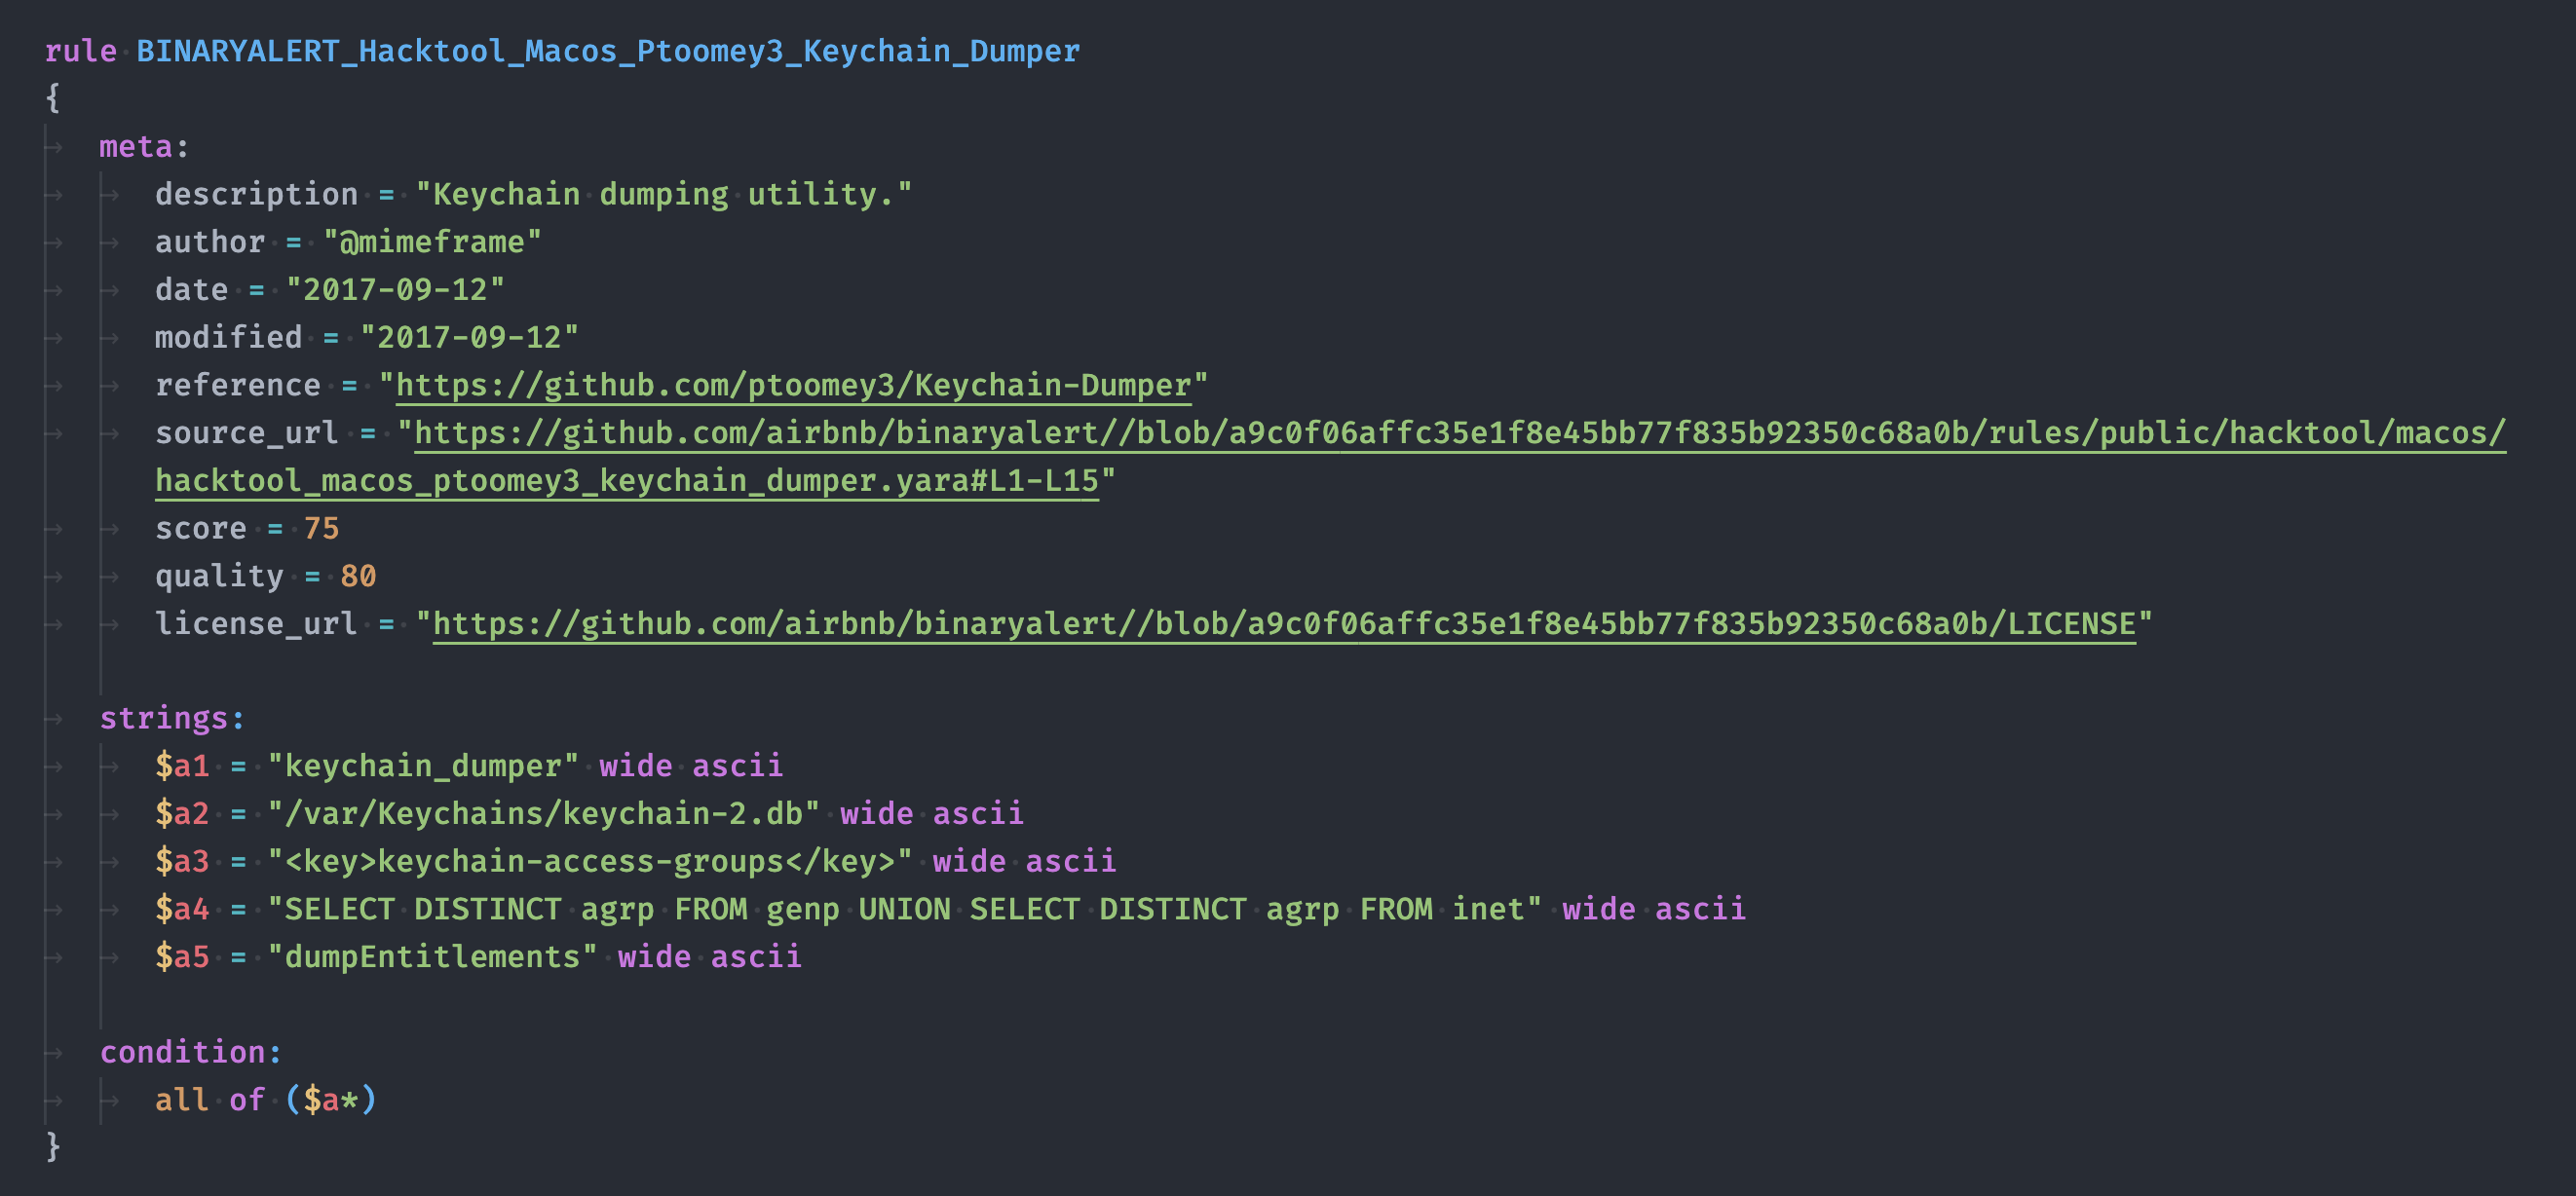 rule BINARYALERT_Hacktool_Macos_Ptoomey3_Keychain_Dumper
{
meta:
description = "Keychain dumping utility."
author = "@mimeframe"
date = "2017-09-12"
modified = "2017-09-12"
reference = "https://github.com/ptoomey3/Keychain-Dumper"
source_url = "https://github.com/airbnb/binaryalert//blob/a9c0f06affc35e1f8e45bb77f835b92350c68a0b/rules/public/hacktool/macos/
hacktool_macos_ptoomey3_keychain_dumper.yara#L1-L15"
score = 75
quality = 80
license_url = "https://github.com/airbnb/binaryalert//blob/a9c0f06affc35e1f8e45bb77f835b92350c68a0b/LICENSE"
strings:
$a1 = "keychain_dumper" wide ascii
$a2 = "/var/Keychains/keychain-2.db" wide ascii
$a3 = "<key>keychain-access-groups</key>" wide ascii
$a4 = "SELECT DISTINCT agrp FROM genp UNION SELECT DISTINCT agrp FROM inet" wide ascii
$a5 = "dumpEntitlements" wide ascii
condition:
all of ($a*)
}